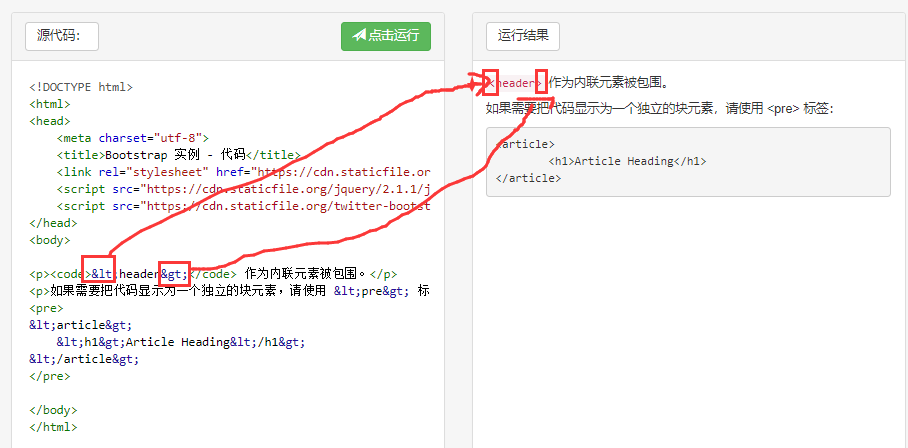 源代码：
点击运行
<!DOCTYPE html>
<html>
<head>
<meta charset="utf-8">
<title>Bootstrap 实例 - 代码</title>
<link rel="stylesheet" href="https://cdn.staticfile.or
<script src="https://cdn.staticfile.org/jquery/2.1.1/j
<script src="https://cdn.staticfile.org/twitter-bootst
</head>
<body>
<p><code>&lt;header&gt;</code> 作为内联元素被包围。</p>
<p>如果需要把代码显示为一个独立的块元素，请使用 &lt;pre&gt; 标
<pre>
&lt;article&gt;
&lt;h1&gt;Article Heading&lt;/h1&gt;
&lt;/article&gt;
</pre>
</body>
</html>
运行结果
<header> 作为内联元素被包围。
如果需要把代码显示为一个独立的块元素，请使用 <pre> 标签：
<article>
<h1>Article Heading</h1>
</article>